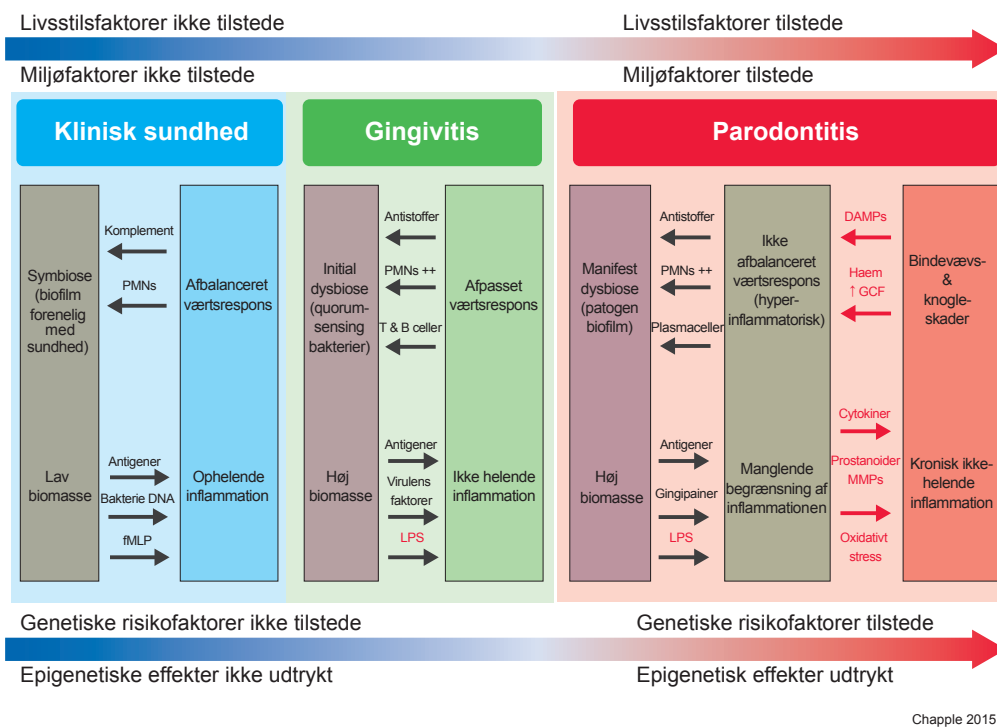 Livsstilsfaktorer ikke tilstede
Livsstilsfaktorer tilstede
Miljøfaktorer ikke tilstede
Miljøfaktorer tilstede
Klinisk sundhed
Symbiose
(biofilm
forenelig
med
sundhed)
Lav
biomasse
Komplement
PMNs
Antigener
Bakterie DNA
fMLP
Afbalanceret
værtsrespons
Ophelende
inflammation
Gingivitis
Initial
dysbiose
(quorum-
sensing
bakterier)
Høj
biomasse
Antistoffer
PMNs ++
T & B celler
Antigener
Virulens
faktorer
LPS
Afpasset
værtsrespons
Ikke helende
inflammation
Parodontitis
Manifest
dysbiose
(patogen
biofilm)
Høj
biomasse
Antistoffer
PMNs ++
Plasmaceller
Antigener
Gingipainer
LPS
Ikke
afbalanceret
værtsrespons
(hyper-
inflammatorisk)
Manglende
begrænsning af
inflammationen
DAMPs
Haem
↑ GCF
Cytokiner
Prostanoider
MMPs
Oxidativt
stress
Bindevævs-
&
knogle-
skader
Kronisk ikke-
helende
inflammation
Genetiske risikofaktorer ikke tilstede
Genetiske risikofaktorer tilstede
Epigenetiske effekter ikke udtrykt
Epigenetisk effekter udtrykt
Chapple 2015